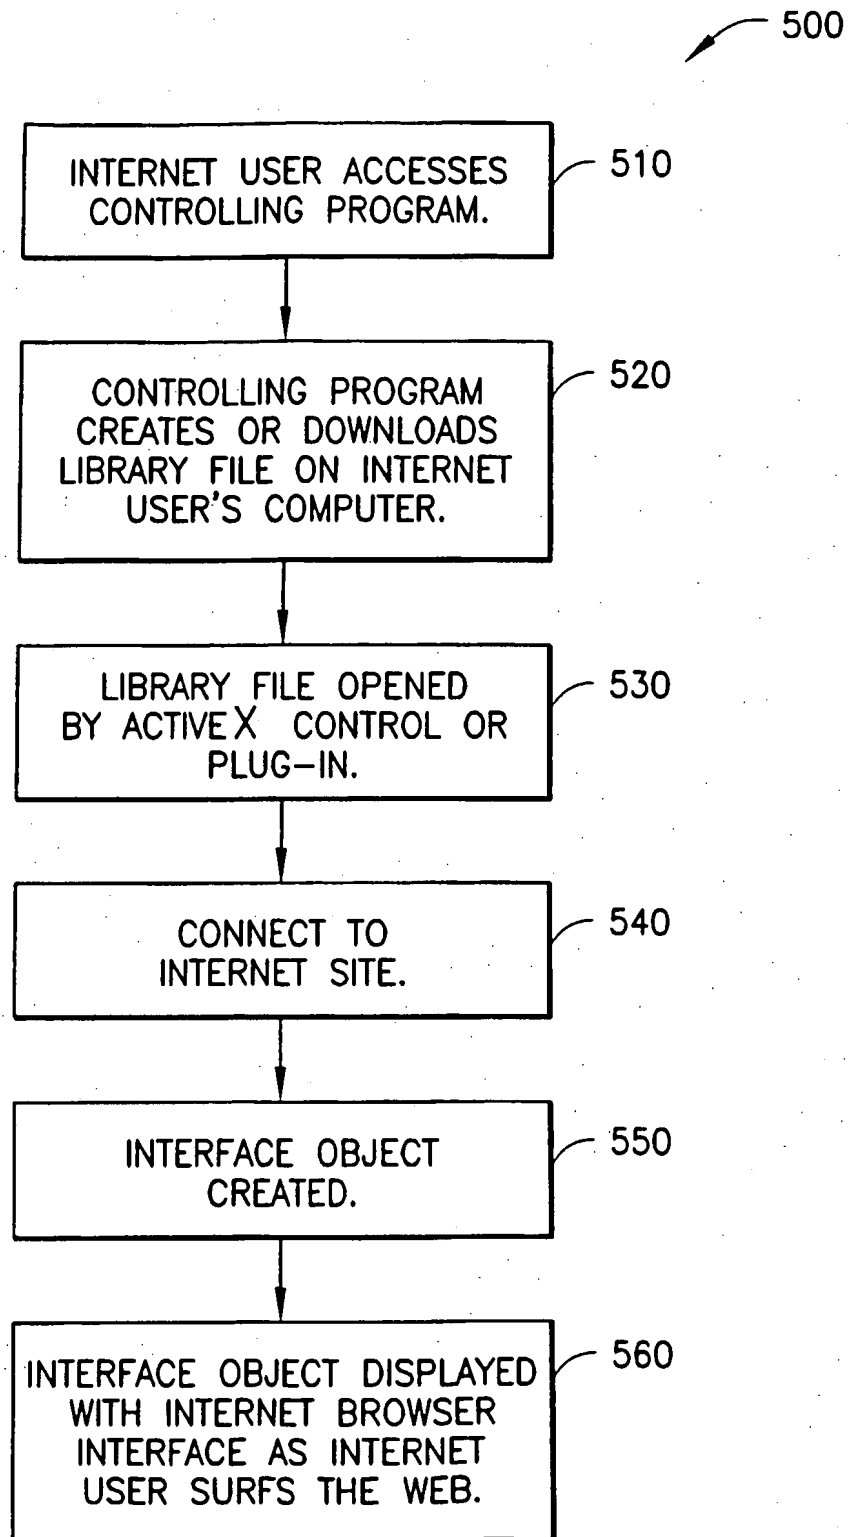 500
INTERNET USER ACCESSES
CONTROLLING PROGRAM.
510
CONTROLLING PROGRAM
CREATES OR DOWNLOADS
LIBRARY FILE ON INTERNET
USER'S COMPUTER.
520
LIBRARY FILE OPENED
BY ACTIVEX CONTROL OR
PLUG-IN.
530
CONNECT TO
INTERNET SITE.
540
INTERFACE OBJECT
CREATED.
550
INTERFACE OBJECT DISPLAYED
WITH INTERNET BROWSER
INTERFACE AS INTERNET
USER SURFS THE WEB.
560